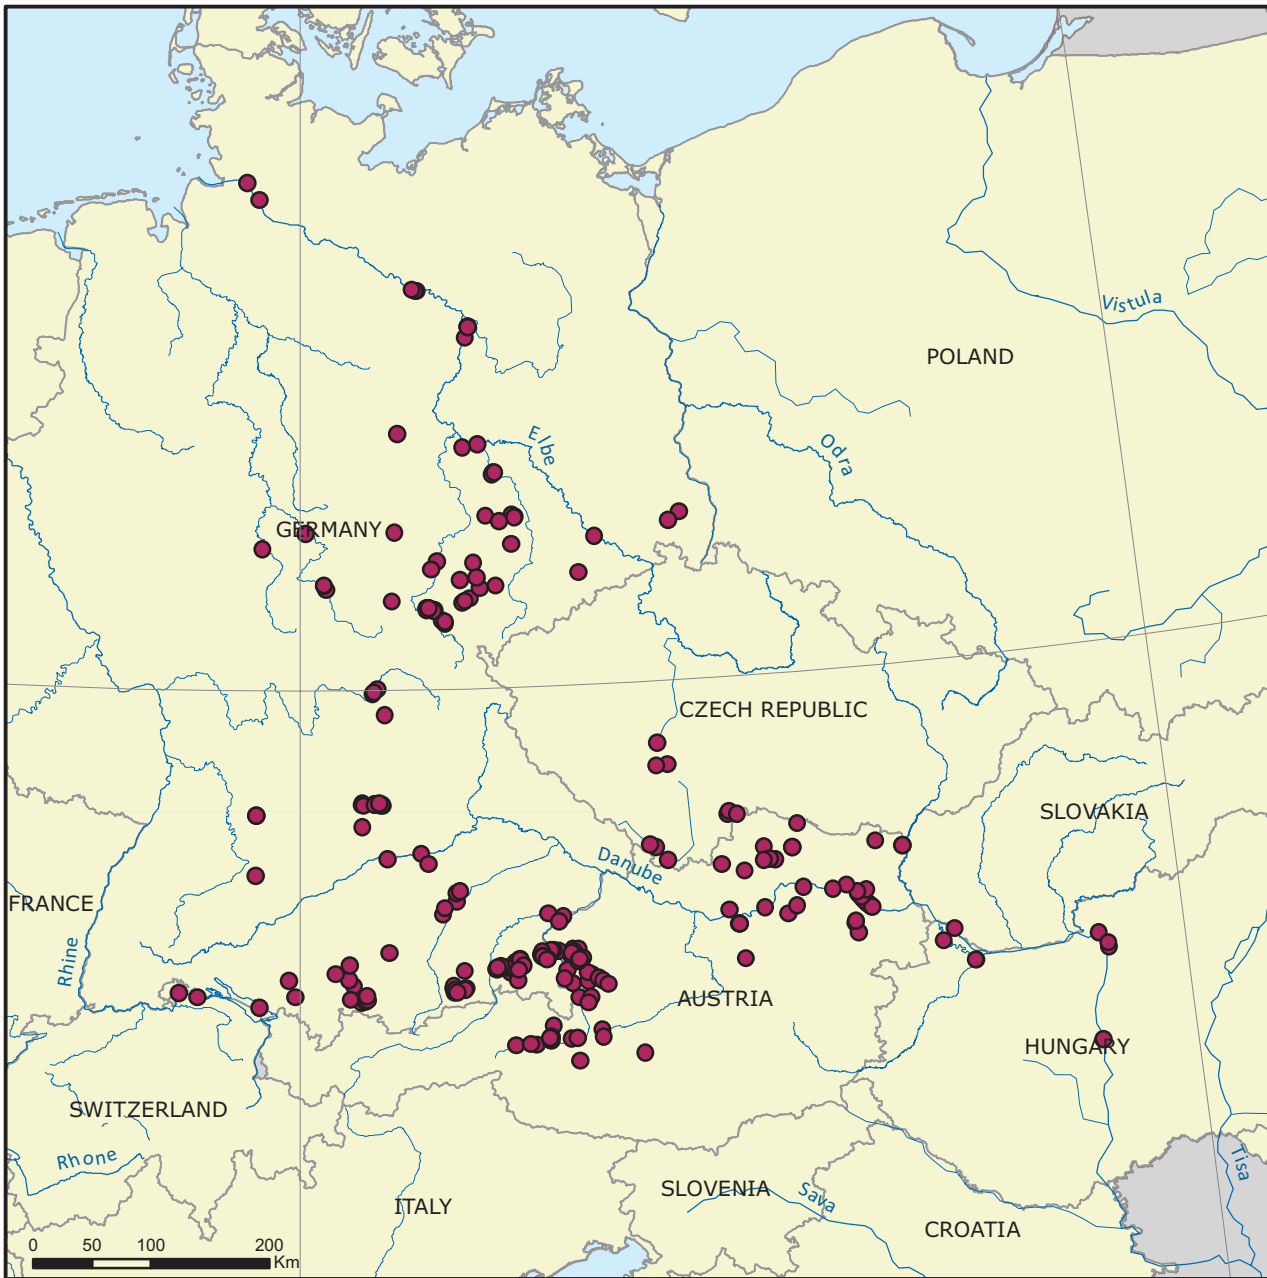 Vistula
POLAND
Elbe
Odra
GERMANY
CZECH REPUBLIC
SLOVAKIA
Danube
FRANCE
Rhine
AUSTRIA
HUNGARY
SWITZERLAND
Rhone
Tisa
SLOVENIA
Sava
ITALY
CROATIA
0 50 100 200
Km